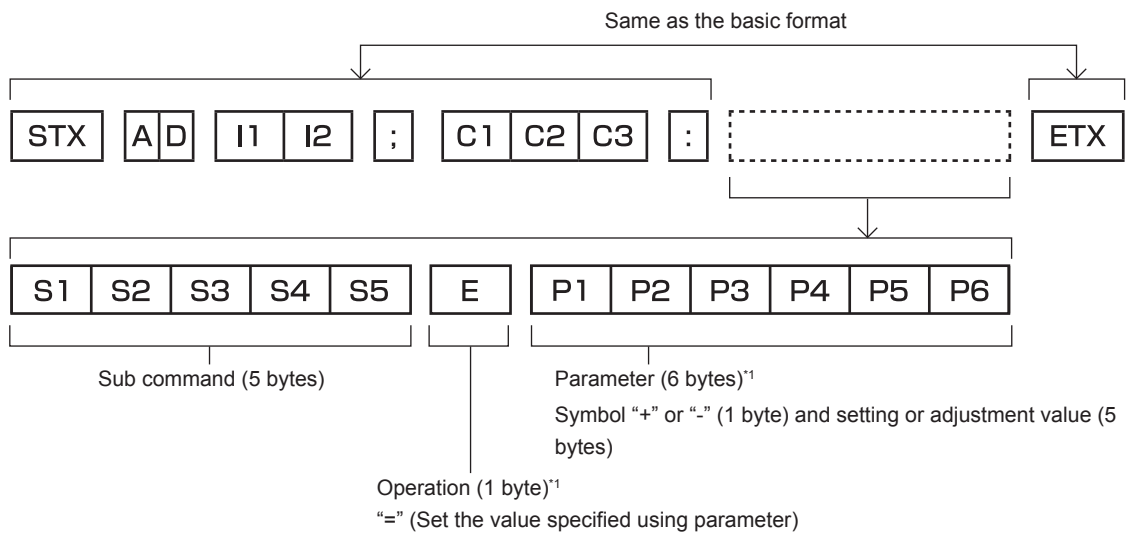 Same as the basic format
STX A D I1 I2 ; C1 C2 C3 : ETX
S1 S2 S3 S4 S5 E P1 P2 P3 P4 P5 P6
Sub command (5 bytes)
Parameter (6 bytes)*1
Symbol “+” or “-” (1 byte) and setting or adjustment value (5
bytes)
Operation (1 byte)*1
“=” (Set the value specified using parameter)